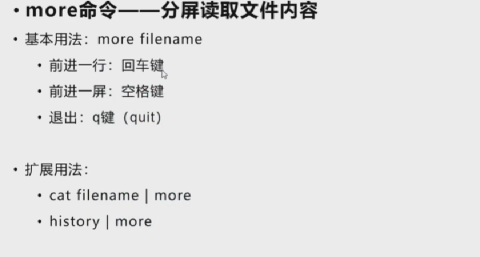 • more命令——分屏读取文件内容
• 基本用法：more filename
• 前进一行：回车键
• 前进一屏：空格键
• 退出：q键（quit）
• 扩展用法：
• cat filename | more
• history | more